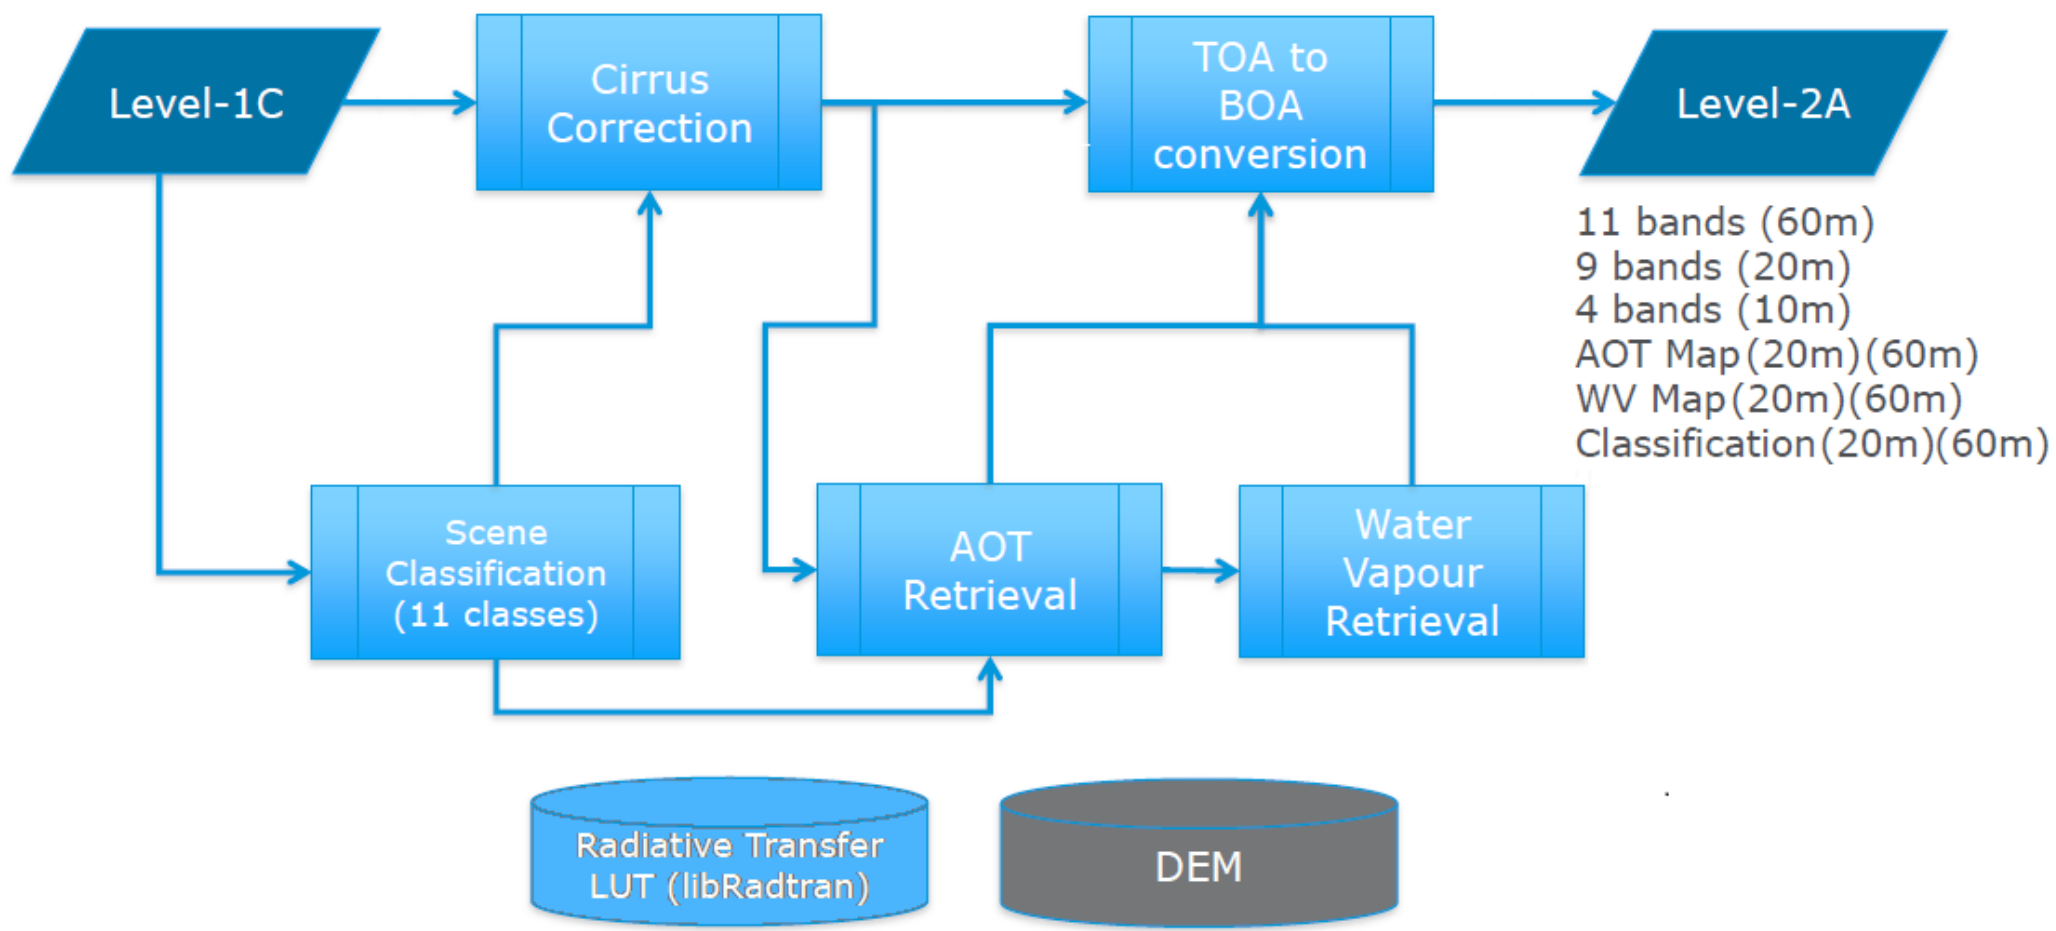 Level-1C
Cirrus
Correction
TOA to
BOA
conversion
Level-2A
11 bands (60m)
9 bands (20m)
4 bands (10m)
AOT Map(20m)(60m)
WV Map(20m)(60m)
Classification(20m)(60m)
Scene
Classification
(11 classes)
AOT
Retrieval
Water
Vapour
Retrieval
Radiative Transfer
LUT (libRadtran)
DEM